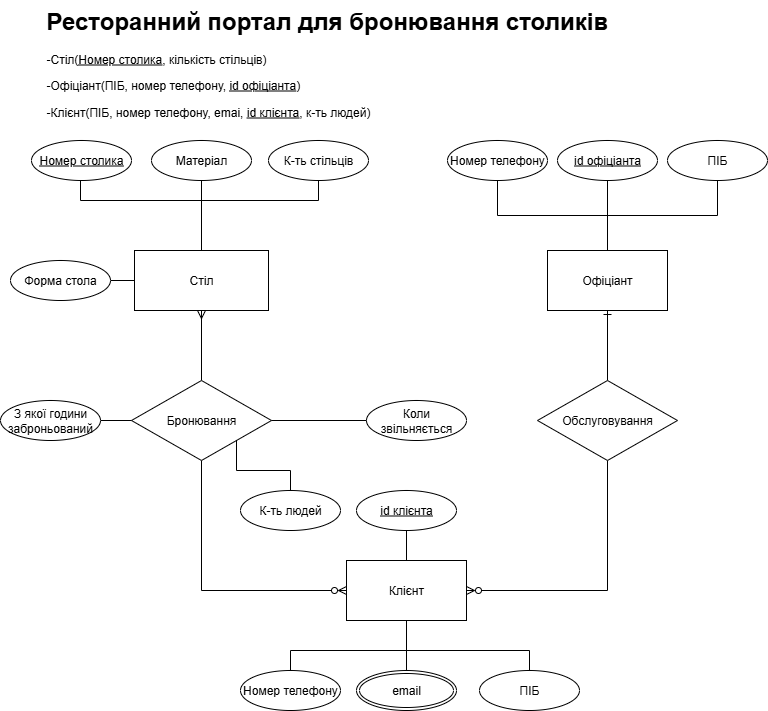 Ресторанний портал для бронювання столиків
-Стіл(Номер столика, кількість стільців)
-Офіціант(ПІБ, номер телефону, id офіціанта)
-Клієнт(ПІБ, номер телефону, emai, id клієнта, к-ть людей)
Номер столика
Матеріал
К-ть стільців
Номер телефону
id офіціанта
ПІБ
Форма стола
Стіл
Офіціант
З якої години
заброньований
Бронювання
Коли
звільняється
Обслуговування
К-ть людей
id клієнта
Клієнт
Номер телефону
email
ПІБ